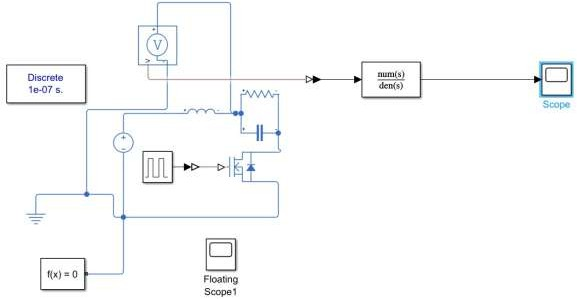 V
Discrete
1e-07 s.
num(s)
den(s)
Scope
f(x) = 0
Floating
Scope1